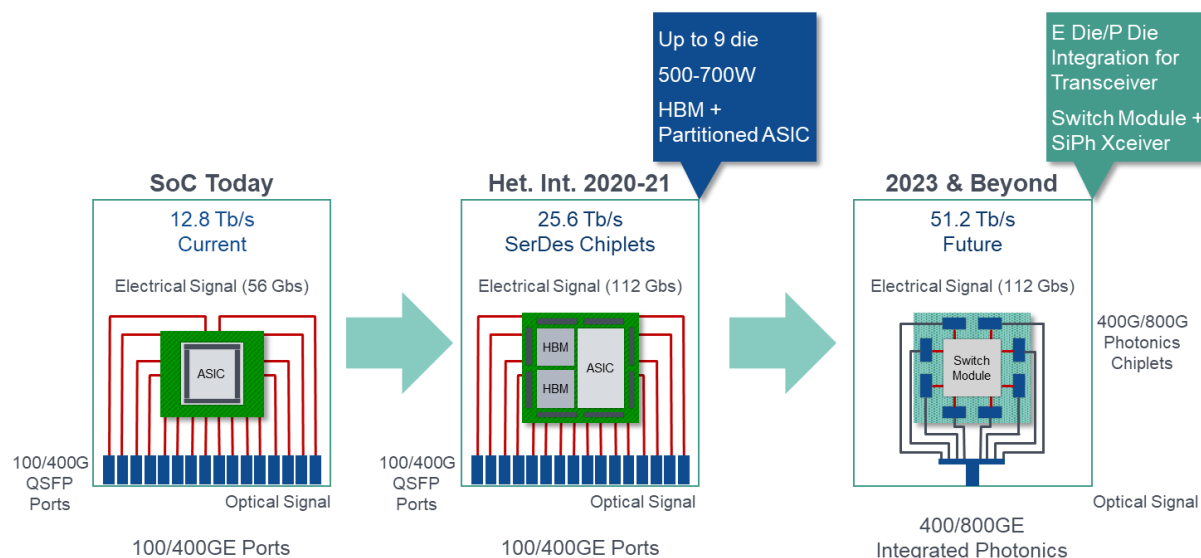 Up to 9 die
500-700W
HBM +
Partitioned ASIC
E Die/P Die
Integration for
Transceiver
Switch Module +
SiPh Xceiver
SoC Today
12.8 Tb/s
Current
Electrical Signal (56 Gbs)
ASIC
100/400G
QSFP
Ports
Optical Signal
100/400GE Ports
Het. Int. 2020-21
25.6 Tb/s
SerDes Chiplets
Electrical Signal (112 Gbs)
HBM
HBM
ASIC
100/400G
QSFP
Ports
Optical Signal
100/400GE Ports
2023 & Beyond
51.2 Tb/s
Future
Electrical Signal (112 Gbs)
Switch
Module
400G/800G
Photonics
Chiplets
Optical Signal
400/800GE
Integrated Photonics